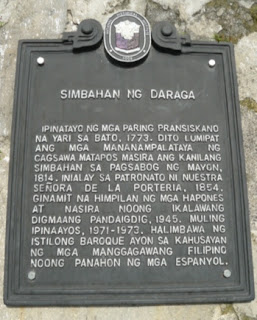 SIMBAHAN NG DARAGA
IPINATAYO NG MGA PARING PRANSISKANO
NA YARI SA BATO, 1773. DITO LUMIPAT
ANG MGA MANANAMPALATAYA NG
CAGSAWA MATAPOS MASIRA ANG KANILANG
SIMBAHAN SA PAGSABOG NG MAYON,
1814. INIALAY SA PATRONATO NI NUESTRA
SEÑORA DE LA PORTERIA, 1854.
GINAMIT NA HIMPILAN NG MGA HAPONES
AT NASIRA NOONG IKALAWANG
DIGMAANG PANDAIGDIG, 1945. MULING
IPINAAYOS, 1971-1973. HALIMBAWA NG
ISTILONG BAROQUE AYON SA KAHUSAYAN
NG MGA MANGGAGAWANG FILIPINO
NOONG PANAHON NG MGA ESPANYOL.